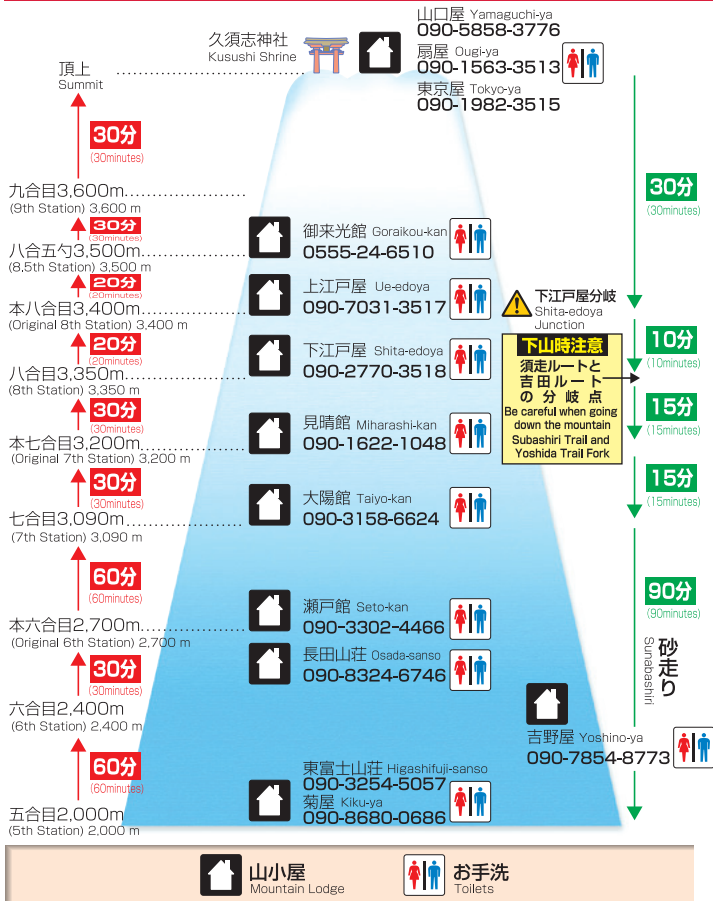 山口屋 Yamaguchi-ya
090-5858-3776
扇屋 Ougi-ya
090-1563-3513
東京屋 Tokyo-ya
090-1982-3515
久須志神社
Kusushi Shrine
頂上
Summit
30分
(30minutes)
九合目3,600m
(9th Station) 3,600 m
30分
(30minutes)
八合五勺3,500m
(8,5th Station) 3,500 m
20分
(20minutes)
本八合目3,400m
(Original 8th Station) 3,400 m
20分
(20minutes)
八合目3,350m
(8th Station) 3,350 m
30分
(30minutes)
本七合目3,200m
(Original 7th Station) 3,200 m
30分
(30minutes)
七合目3,090m
(7th Station) 3,090 m
60分
(60minutes)
本六合目2,700m
(Original 6th Station) 2,700 m
30分
(30minutes)
六合目2,400m
(6th Station) 2,400 m
60分
(60minutes)
五合目2,000m
(5th Station) 2,000 m
御来光館 Goraikou-kan
0555-24-6510
上江戸屋 Ue-edoya
090-7031-3517
下江戸屋 Shita-edoya
090-2770-3518
見晴館 Miharashi-kan
090-1622-1048
大陽館 Taiyo-kan
090-3158-6624
瀬戸館 Seto-kan
090-3302-4466
長田山荘 Osada-sanso
090-8324-6746
東富士山荘 Higashifuji-sanso
090-3254-5057
菊屋 Kiku-ya
090-8680-0686
30分
(30minutes)
下江戸屋分岐
Shita-edoya
Junction
下山時注意
須走ルートと
吉田ルート
の分岐点
Be careful when going
down the mountain
Subashiri Trail and
Yoshida Trail Fork
10分
(10minutes)
15分
(15minutes)
15分
(15minutes)
90分
(90minutes)
砂走り
Sunabashiri
吉野屋 Yoshino-ya
090-7854-8773
山小屋
Mountain Lodge
お手洗
Toilets